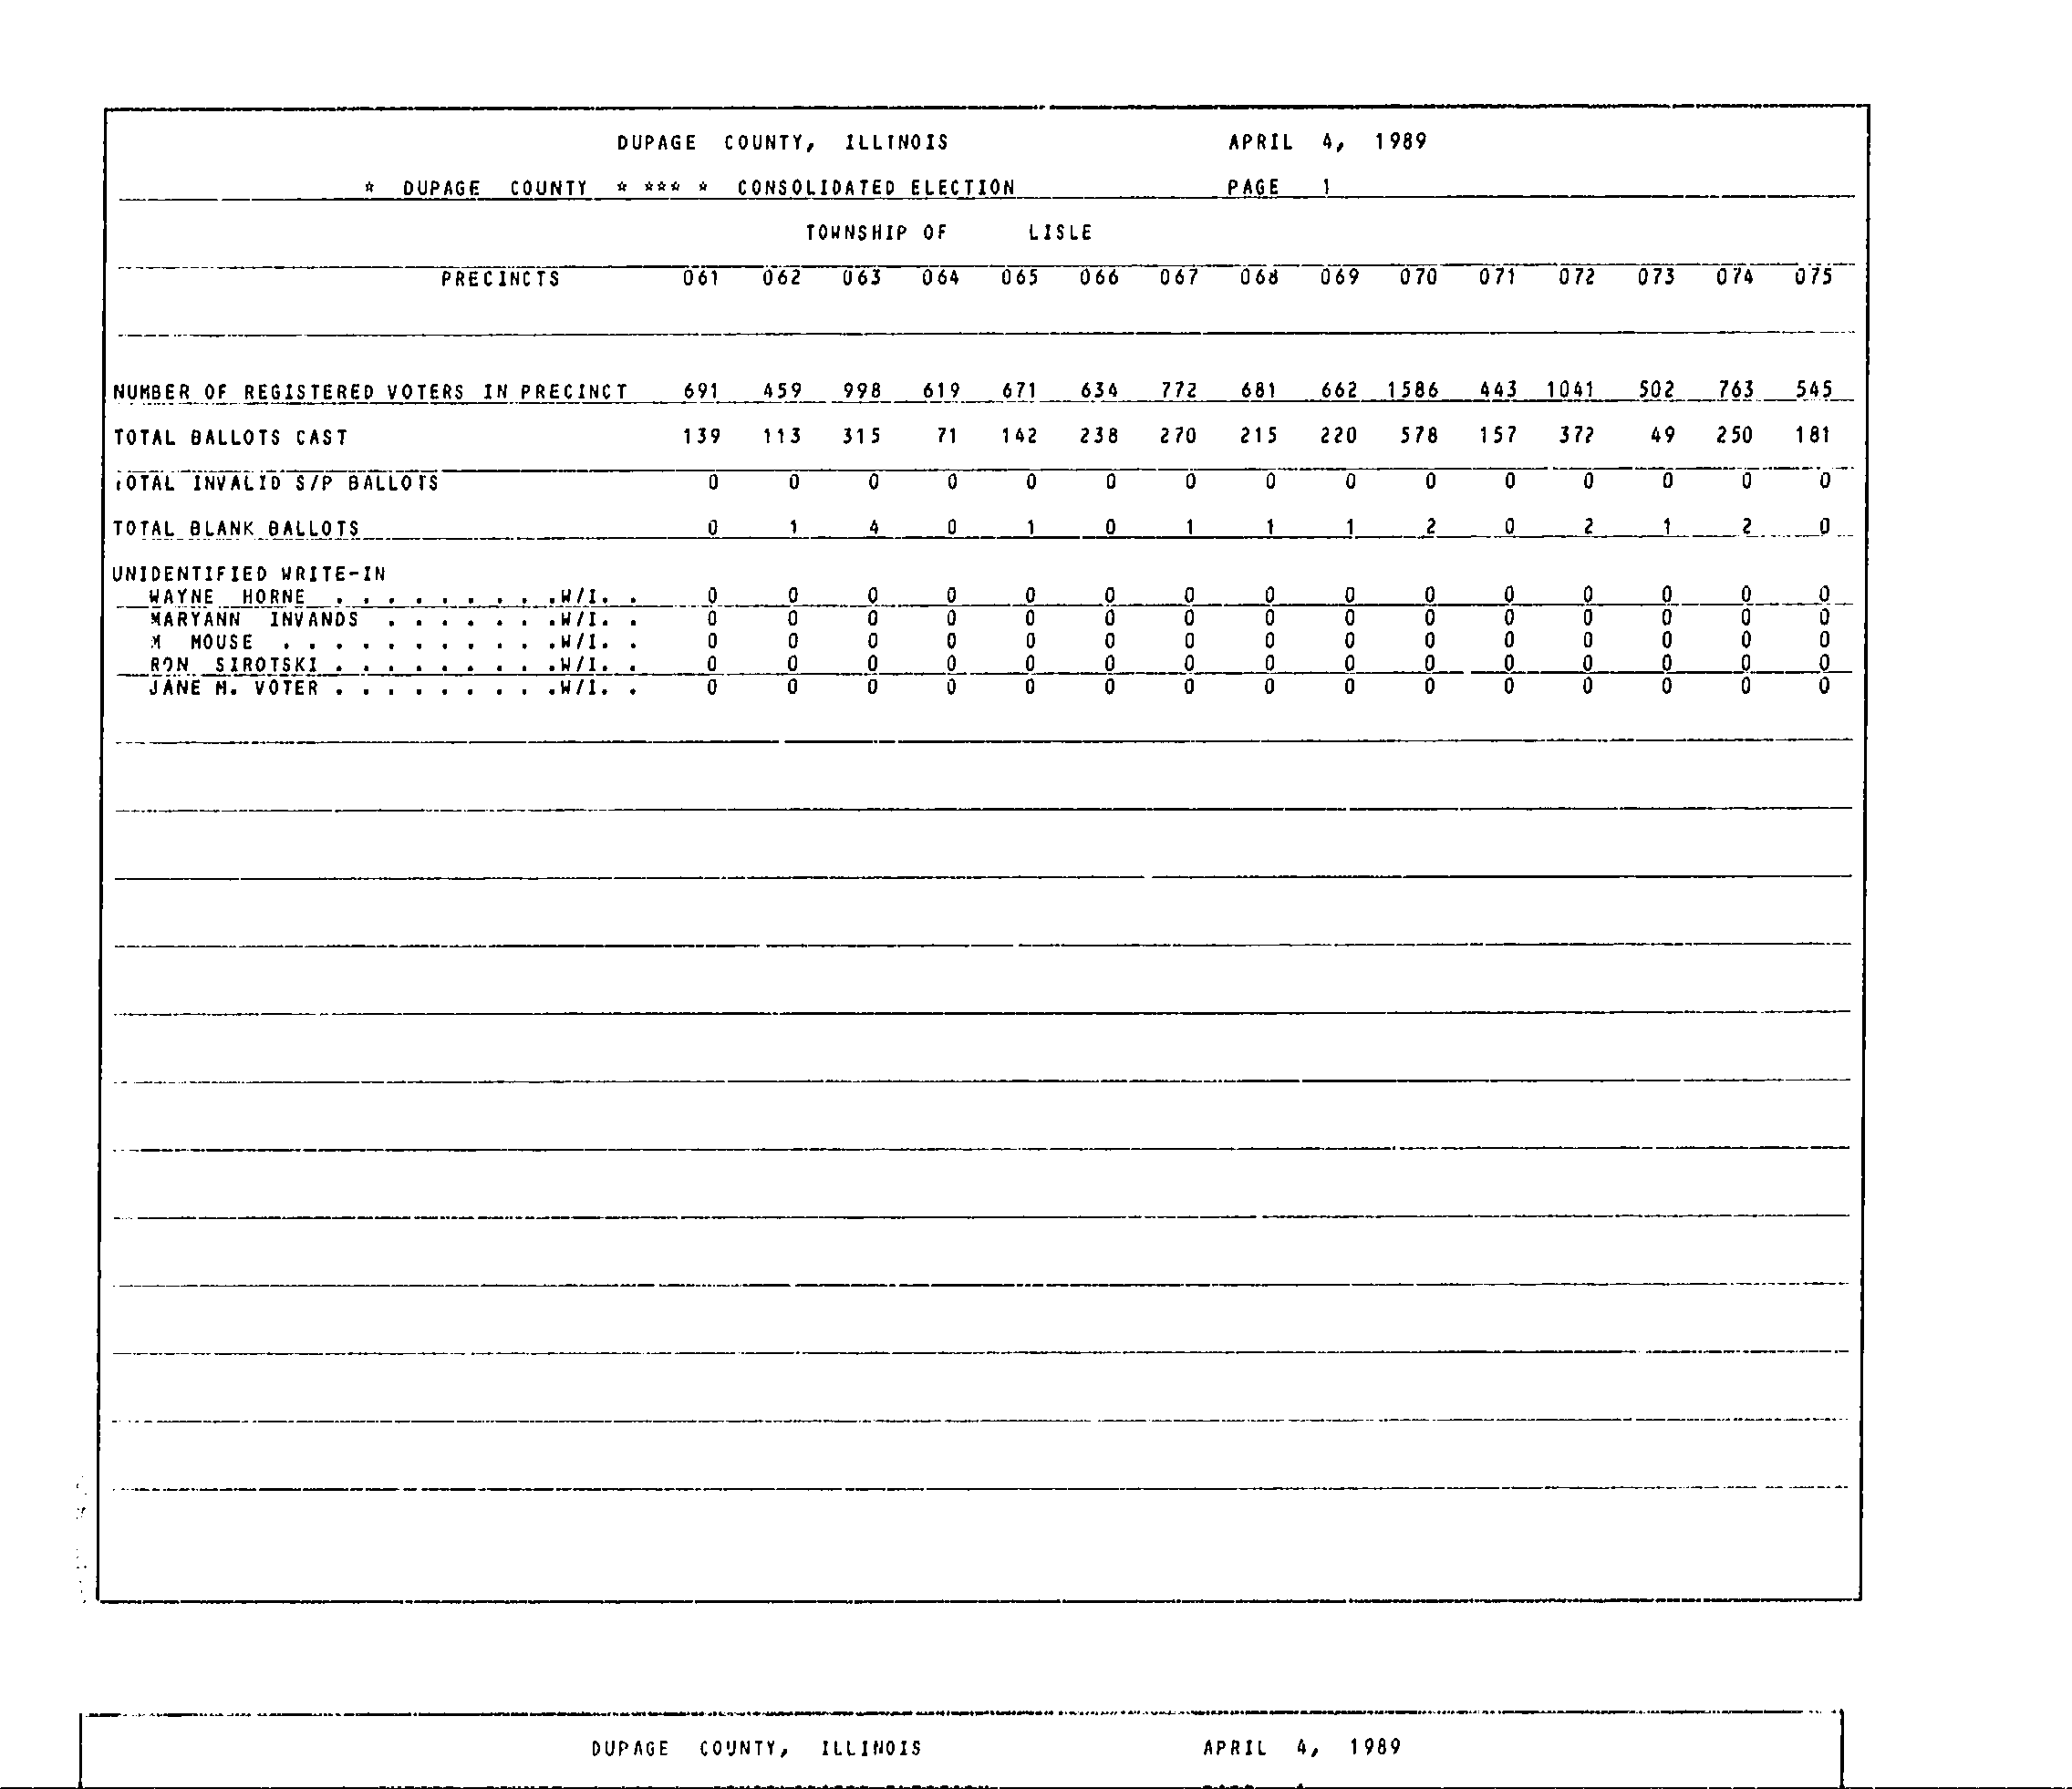 DUPAGE COUNTY, ILLINOIS APRIL 4, 1989
* DUPAGE COUNTY * *** * CONSOLIDATED ELECTION PAGE 1
TOWNSHIP OF LISLE
PRECINCTS 061 062 063 064 065 066 067 068 069 070 071 072 073 074 075
NUMBER OF REGISTERED VOTERS IN PRECINCT 691 459 998 619 671 634 772 681 662 1586 443 1041 502 763 545
TOTAL BALLOTS CAST 139 113 315 71 142 238 270 215 220 578 157 372 49 250 181
TOTAL INVALID S/P BALLOTS 0 0 0 0 0 0 0 0 0 0 0 0 0 0 0
TOTAL BLANK BALLOTS 0 1 4 0 1 0 1 1 1 2 0 2 1 2 0
UNIDENTIFIED WRITE-IN
WAYNE HORNE . . . . . . . . .W/I. . 0 0 0 0 0 0 0 0 0 0 0 0 0 0 0
MARYANN INVANDS . . . . . . .W/I. . 0 0 0 0 0 0 0 0 0 0 0 0 0 0 0
M MOUSE . . . . . . . . . . .W/I. . 0 0 0 0 0 0 0 0 0 0 0 0 0 0 0
RON SIROTSKI . . . . . . . . .W/I. . 0 0 0 0 0 0 0 0 0 0 0 0 0 0 0
JANE M. VOTER . . . . . . . . .W/I. . 0 0 0 0 0 0 0 0 0 0 0 0 0 0 0
DUPAGE COUNTY, ILLINOIS APRIL 4, 1989